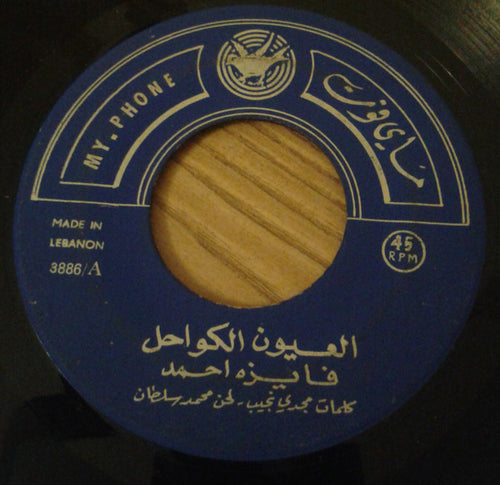 MY.PHONE
ماي فون
MADE IN
LEBANON
3886/A
45
RPM
العيون الكواحل
فايزه احمد
كلمات مجدي نجيب - لحن محمد سلطان